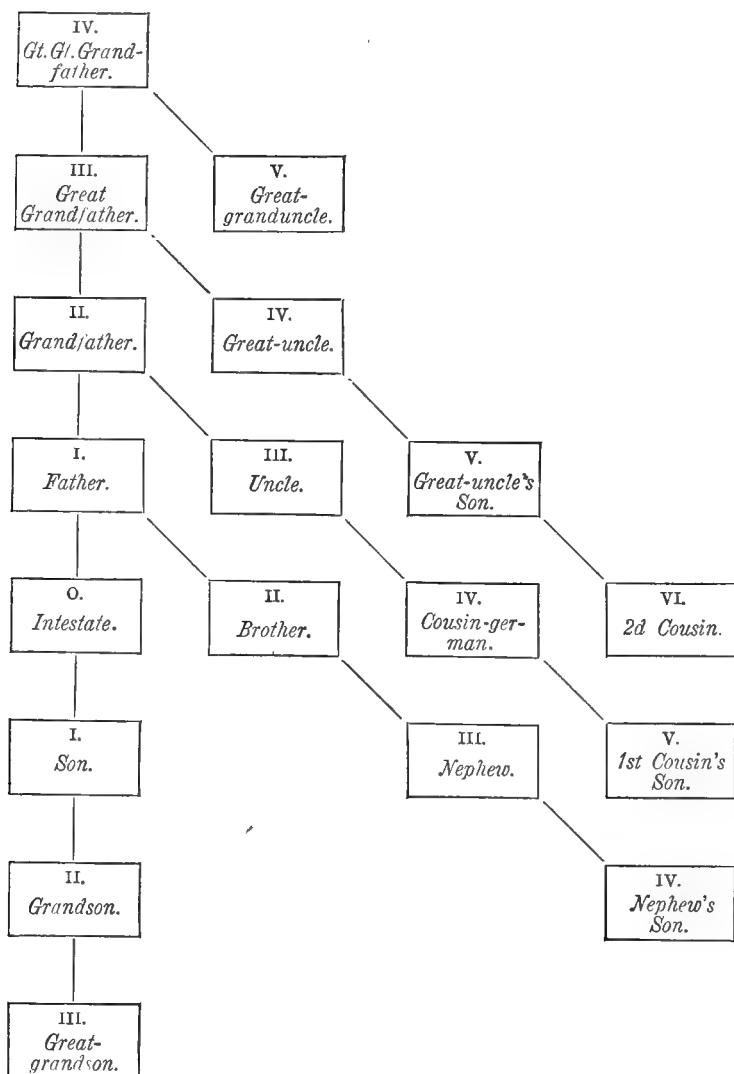 IV.
Gt. Gt. Grand-
father.
III.
Great
Grandfather.
V.
Great-
granduncle.
II.
Grandfather.
IV.
Great-uncle.
I.
Father.
III.
Uncle.
V.
Great-uncle's
Son.
O.
Intestate.
II.
Brother.
IV.
Cousin-ger-
man.
VI.
2d Cousin.
I.
Son.
III.
Nephew.
V.
1st Cousin's
Son.
II.
Grandson.
IV.
Nephew's
Son.
III.
Great-
grandson.